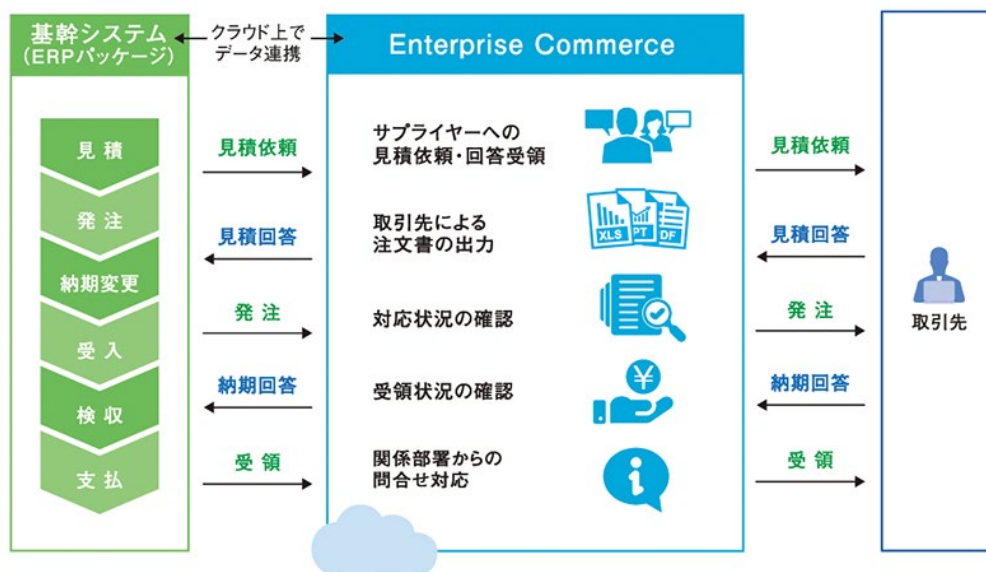 基幹システム
(ERPパッケージ)
クラウド上で
データ連携
Enterprise Commerce
見積
発注
納期変更
受入
検収
支払
見積依頼
見積回答
発注
納期回答
受領
サプライヤーへの
見積依頼・回答受領
取引先による
注文書の出力
XLS
PT
DF
対応状況の確認
¥
受領状況の確認
関係部署からの
問合せ対応
i
見積依頼
見積回答
発注
納期回答
受領
取引先